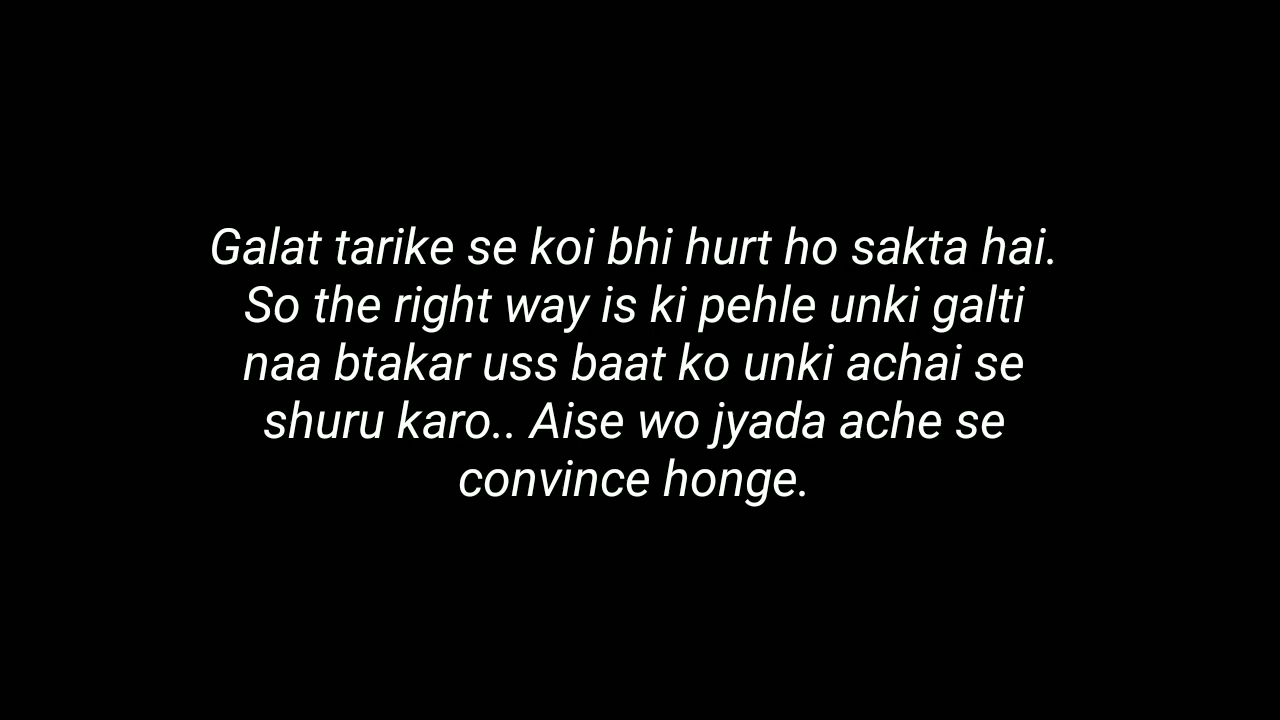 Galat tarike se koi bhi hurt ho sakta hai.
So the right way is ki pehle unki galti
naa btakar uss baat ko unki achai se
shuru karo.. Aise wo jyada ache se
convince honge.